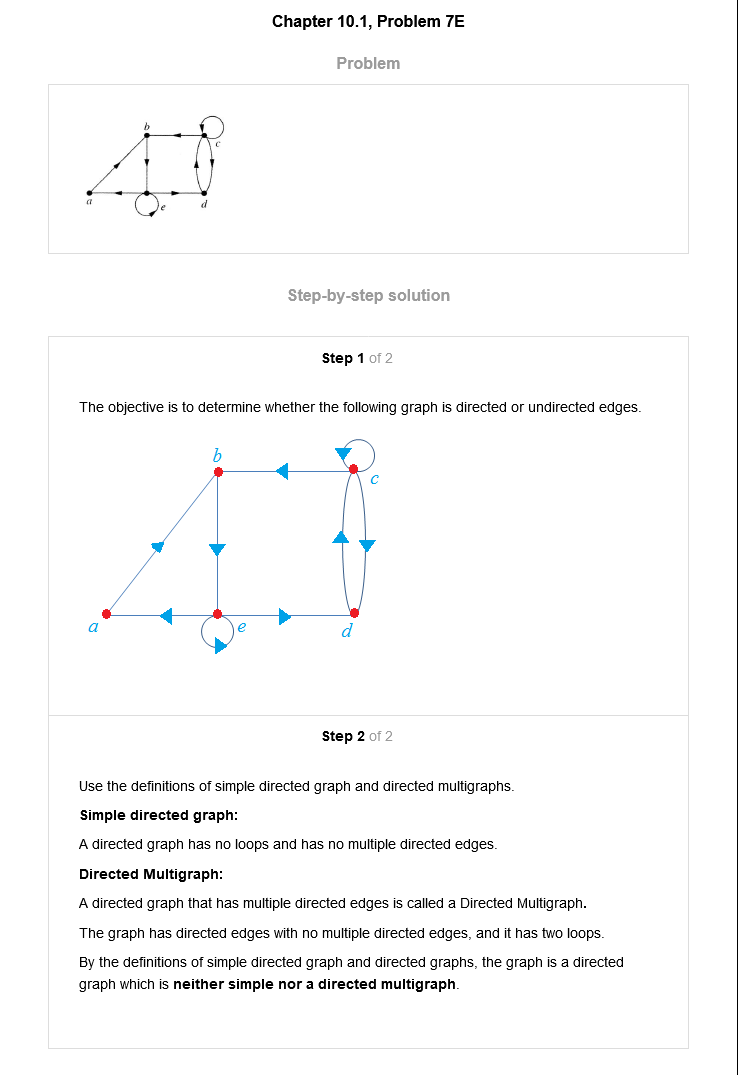 Chapter 10.1, Problem 7E
Problem
b
c
a
e
d
Step-by-step solution
Step 1 of 2
The objective is to determine whether the following graph is directed or undirected edges.
b
c
a
e
d
Step 2 of 2
Use the definitions of simple directed graph and directed multigraphs.
Simple directed graph:
A directed graph has no loops and has no multiple directed edges.
Directed Multigraph:
A directed graph that has multiple directed edges is called a Directed Multigraph.
The graph has directed edges with no multiple directed edges, and it has two loops.
By the definitions of simple directed graph and directed graphs, the graph is a directed
graph which is neither simple nor a directed multigraph.